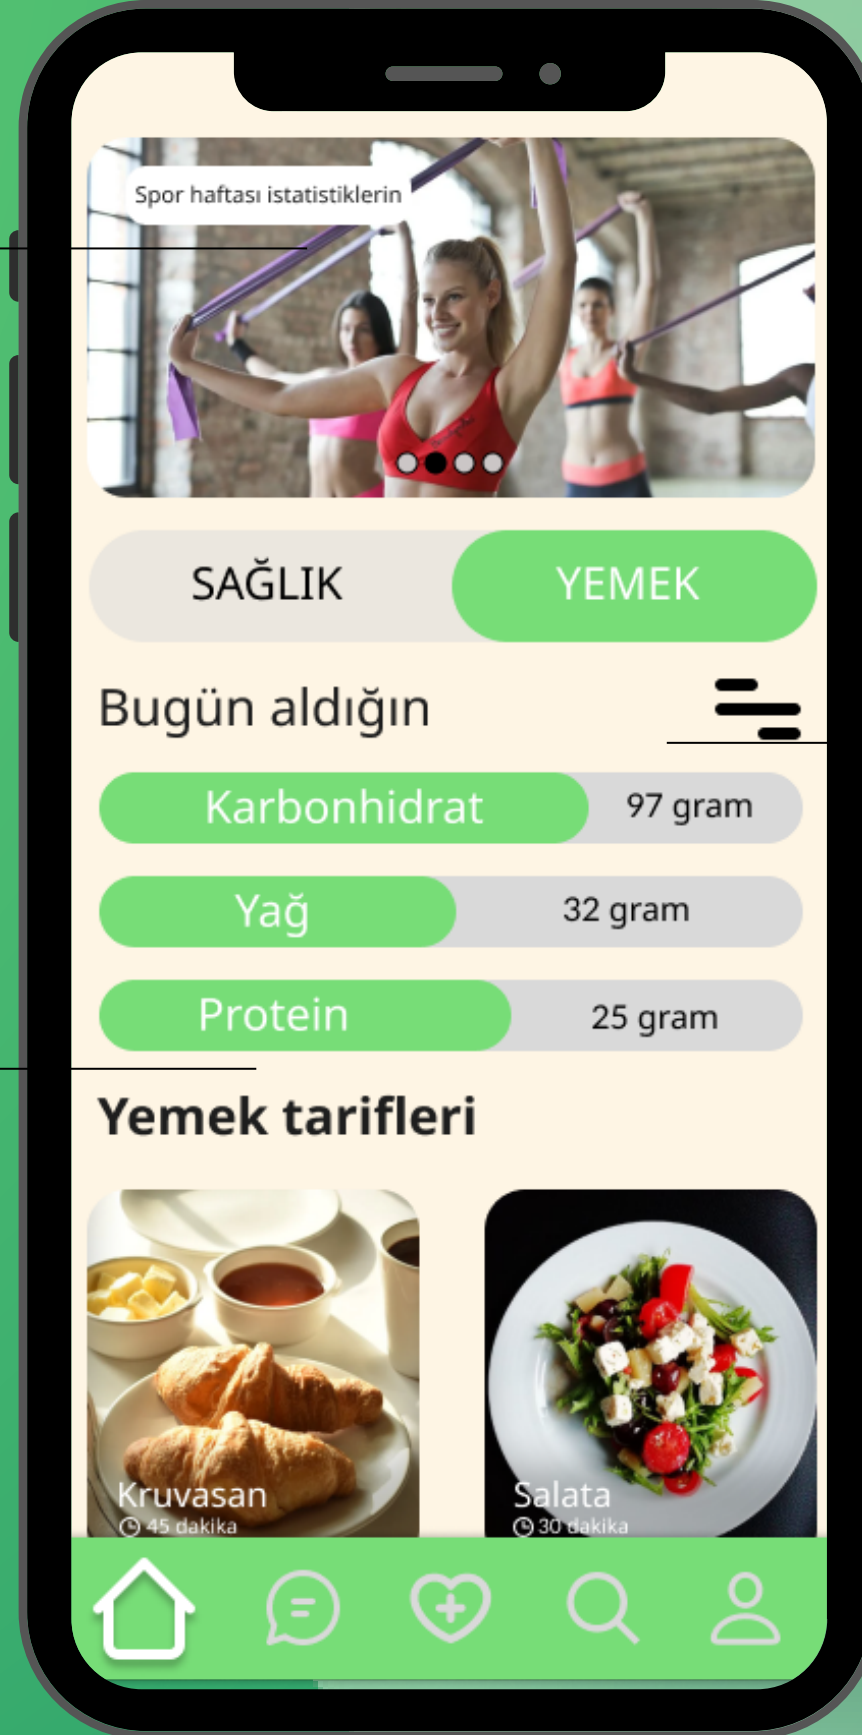 Spor haftası istatistiklerin
SAĞLIK
YEMEK
Bugün aldığın
Karbonhidrat 97 gram
Yağ 32 gram
Protein 25 gram
Yemek tarifleri
Kruvasan
45 dakika
Salata
30 dakika